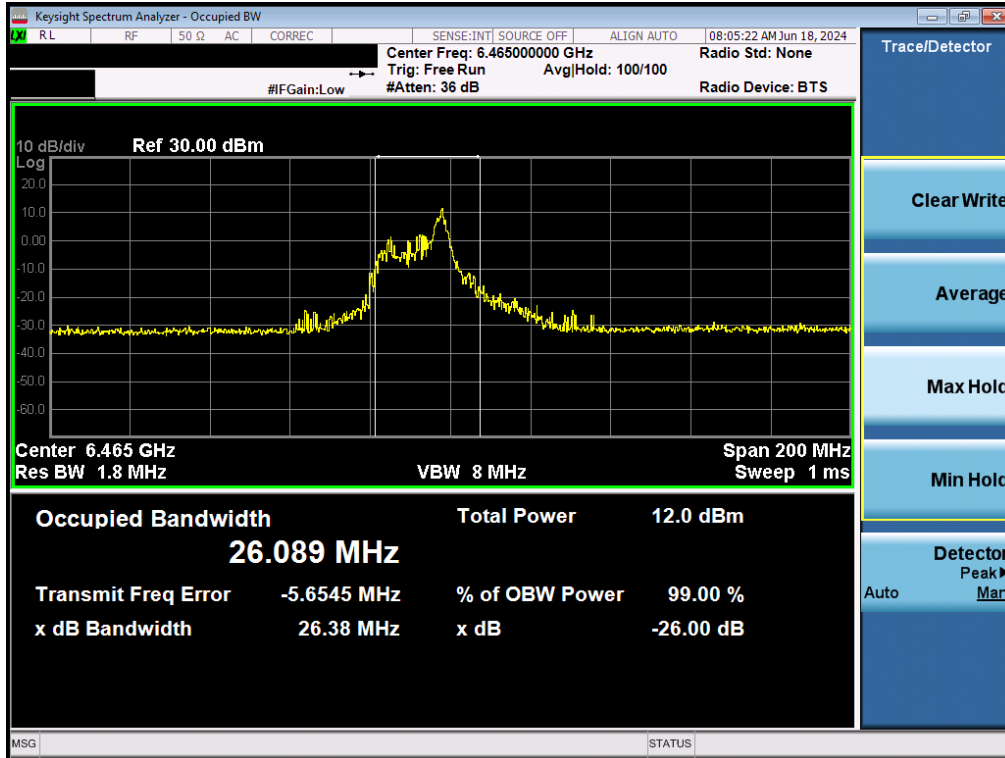 Keysight Spectrum Analyzer - Occupied BW
LXI RL RF 50 Ω AC CORREC SENSE:INT SOURCE OFF ALIGN AUTO 08:05:22 AM Jun 18, 2024
Center Freq: 6.465000000 GHz Radio Std: None
Trig: Free Run Avg|Hold: 100/100
#IFGain:Low #Atten: 36 dB Radio Device: BTS
Trace/Detector
10 dB/div Ref 30.00 dBm
Log
20.0
10.0
0.00
-10.0
-20.0
-30.0
-40.0
-50.0
-60.0
Center 6.465 GHz Span 200 MHz
Res BW 1.8 MHz VBW 8 MHz Sweep 1 ms
Occupied Bandwidth Total Power 12.0 dBm
26.089 MHz
Transmit Freq Error -5.6545 MHz % of OBW Power 99.00 %
x dB Bandwidth 26.38 MHz x dB -26.00 dB
Clear Write
Average
Max Hold
Min Hold
Detector
Peak
Auto Man
MSG STATUS